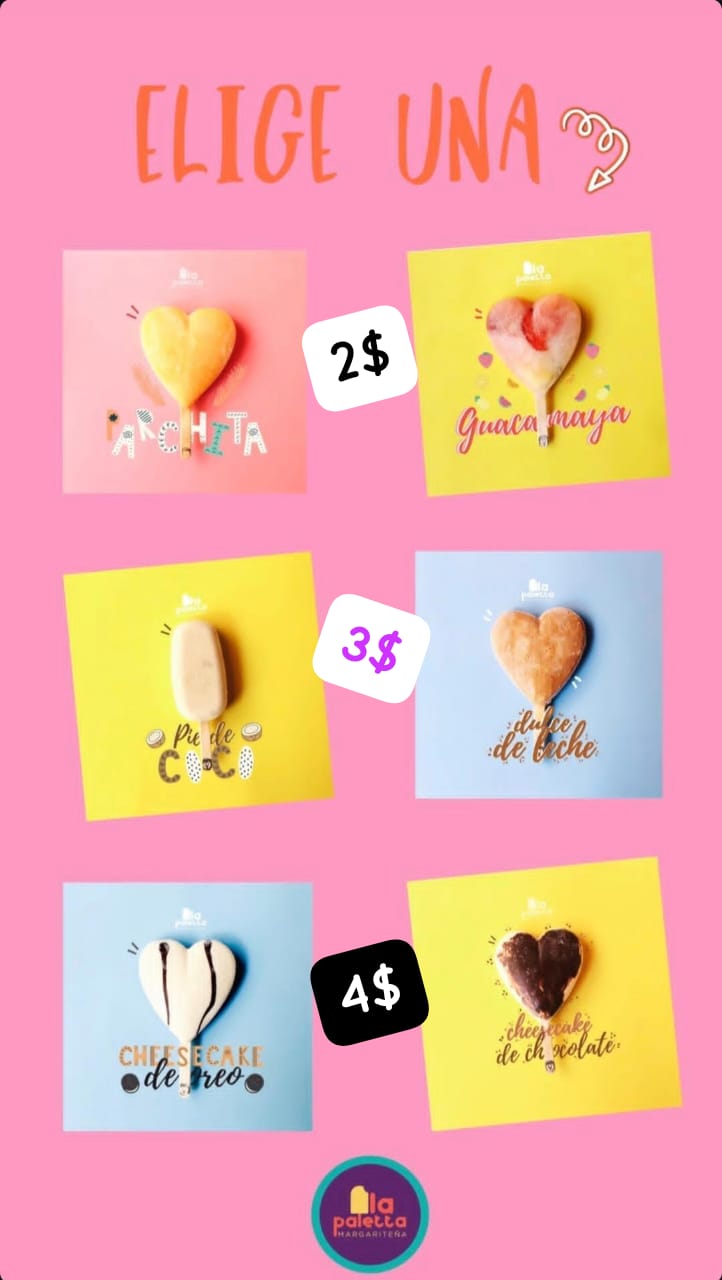 ELIGE UNA
la
paletta
PARCHITA
2$
la
paletta
Guacamaya
la
paletta
Pie de
COCO
3$
la
paletta
dulce
de leche
la
paletta
CHEESECAKE
de oreo
4$
la
paletta
cheesecake
de chocolate
la
paletta
MARGARITEÑA